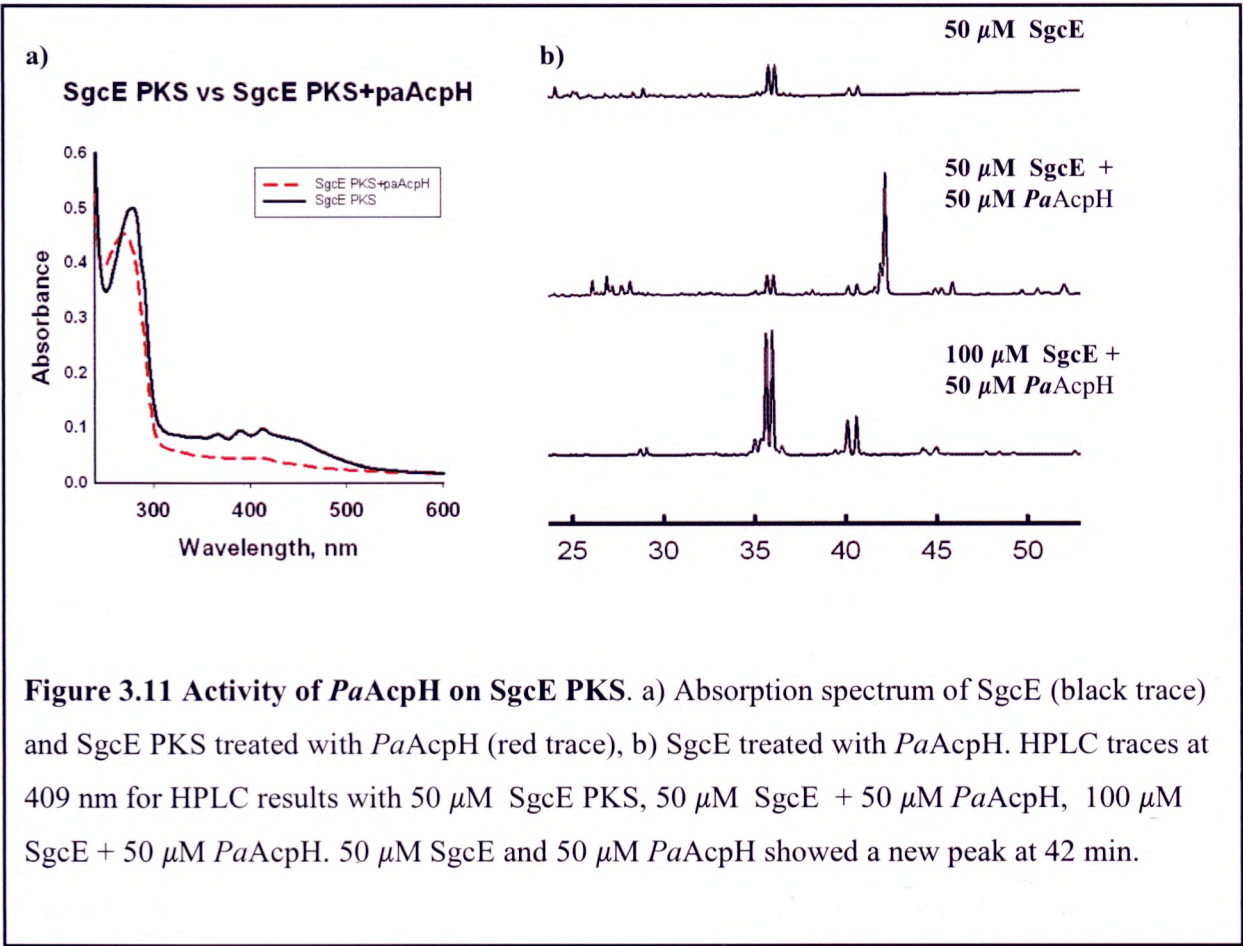 a)
SgcE PKS vs SgcE PKS+paAcpH
0.6
0.5
0.4
0.3
0.2
0.1
0.0
Absorbance
SgcE PKS+paAcpH
SgcE PKS
300 400 500 600
Wavelength, nm
b)
50 μM SgcE
50 μM SgcE +
50 μM PaAcpH
100 μM SgcE +
50 μM PaAcpH
25 30 35 40 45 50
Figure 3.11 Activity of PaAcpH on SgcE PKS. a) Absorption spectrum of SgcE (black trace)
and SgcE PKS treated with PaAcpH (red trace), b) SgcE treated with PaAcpH. HPLC traces at
409 nm for HPLC results with 50 μM SgcE PKS, 50 μM SgcE + 50 μM PaAcpH, 100 μM
SgcE + 50 μM PaAcpH. 50 μM SgcE and 50 μM PaAcpH showed a new peak at 42 min.